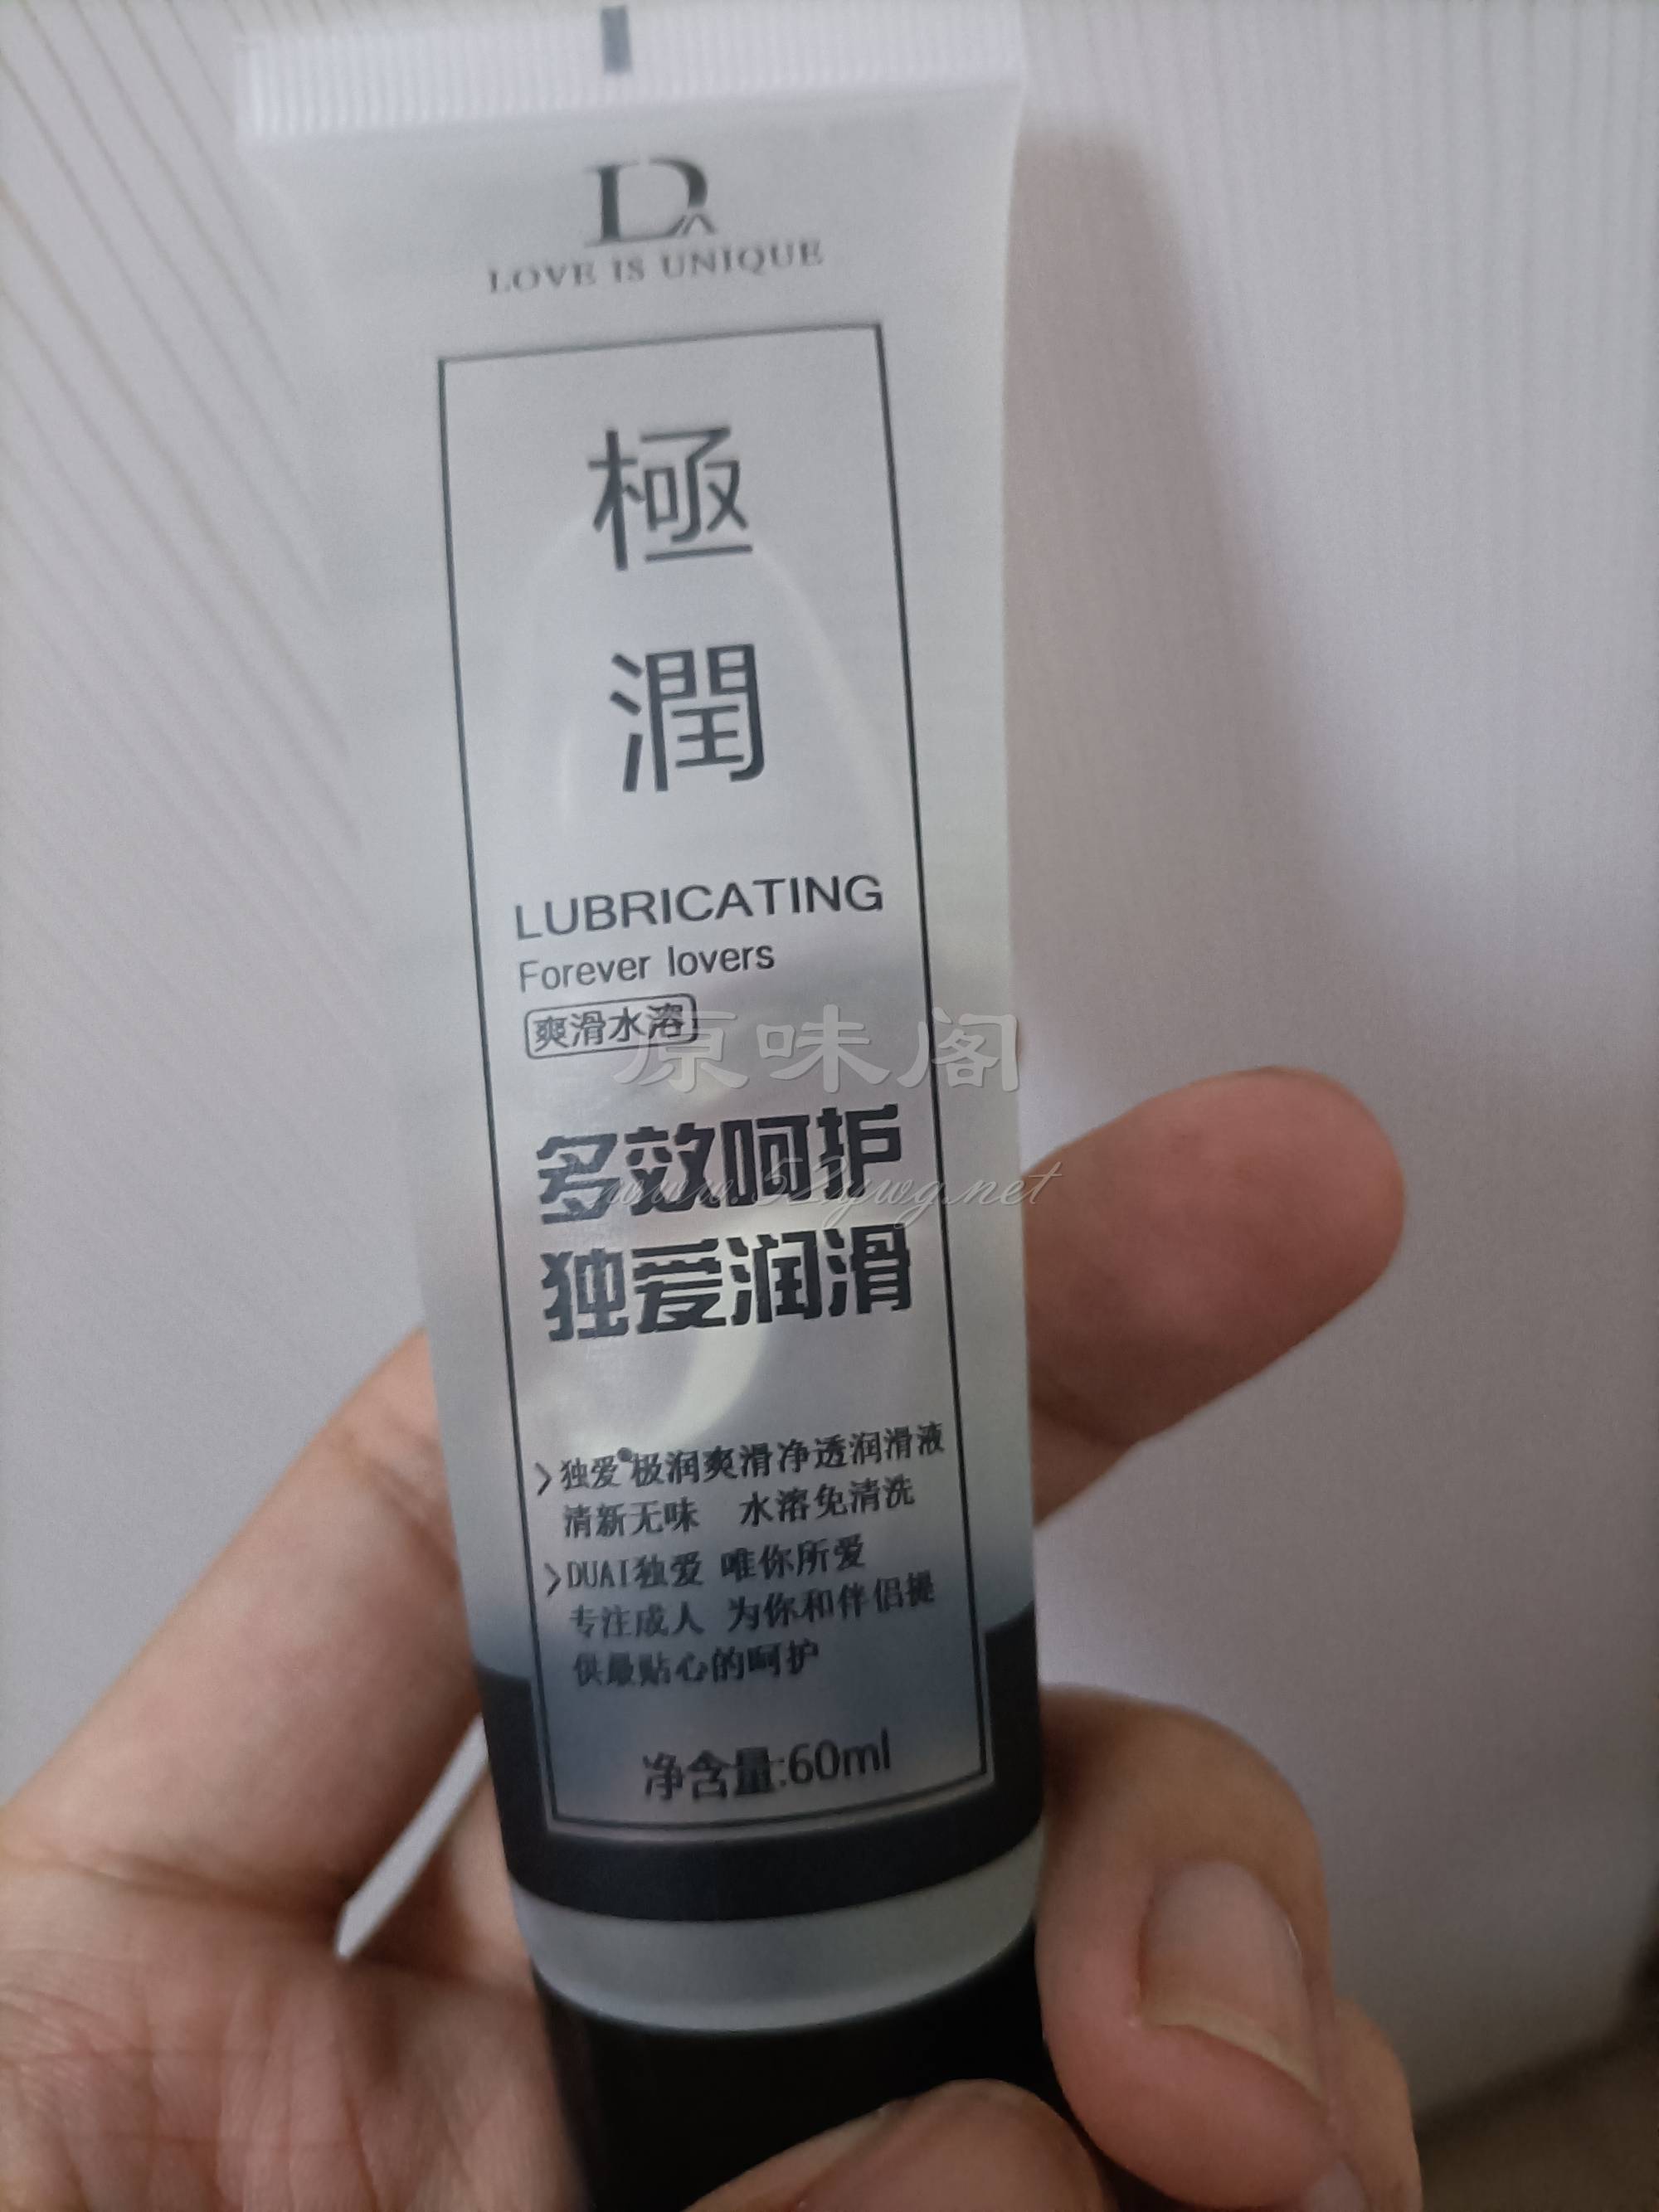 LOVE IS UNIQUE
極
潤
LUBRICATING
Forever lovers
爽滑水溶
原味阁
多效呵护
www.52ywg.net
独爱润滑
独爱®极润爽滑净透润滑液
清新无味 水溶免清洗
DUAI独爱 唯你所爱
专注成人 为你和伴侣提
供最贴心的呵护
净含量:60ml